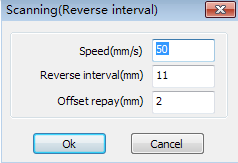 Scanning(Reverse interval)
Speed(mm/s) 50
Reverse interval(mm) 11
Offset repay(mm) 2
Ok Cancel